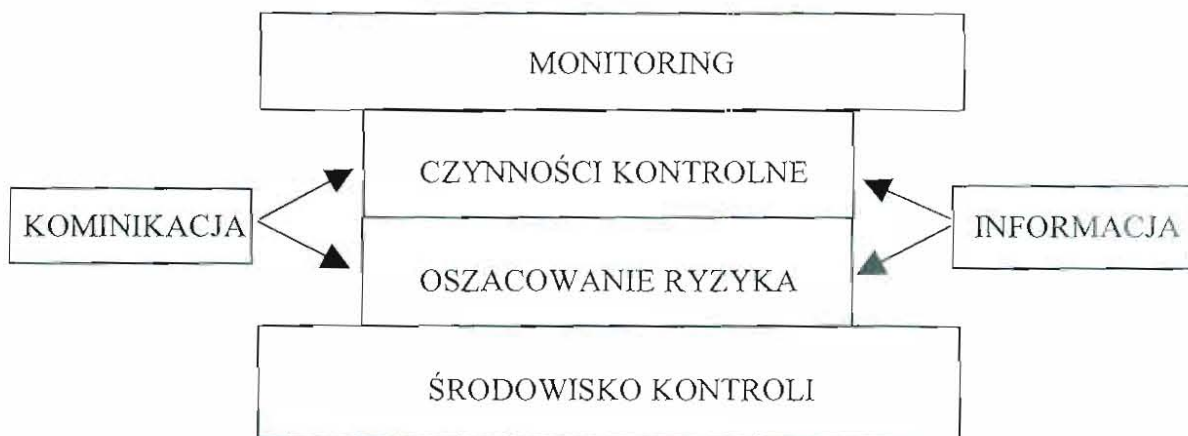 MONITORING
CZYNNOŚCI KONTROLNE
KOMINIKACJA
INFORMACJA
OSZACOWANIE RYZYKA
ŚRODOWISKO KONTROLI